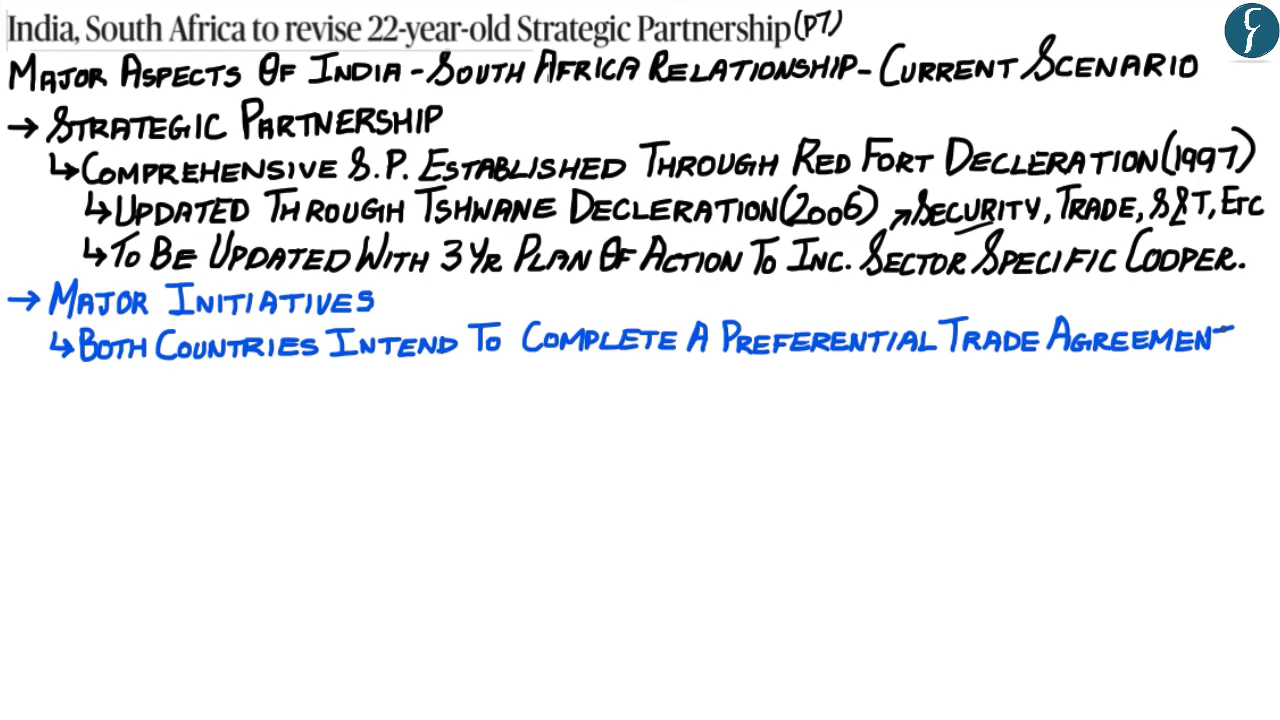 India, South Africa to revise 22-year-old Strategic Partnership (P7)
MAJOR ASPECTS OF INDIA - SOUTH AFRICA RELATIONSHIP - CURRENT SCENARIO
→ STRATEGIC PARTNERSHIP
↳ COMPREHENSIVE S.P. ESTABLISHED THROUGH RED FORT DECLERATION (1997)
↳ UPDATED THROUGH TSHWANE DECLERATION (2006) ↗ SECURITY, TRADE, S&T, ETC
↳ TO BE UPDATED WITH 3 YR PLAN OF ACTION TO INC. SECTOR SPECIFIC COOPER.
→ MAJOR INITIATIVES
↳ BOTH COUNTRIES INTEND TO COMPLETE A PREFERENTIAL TRADE AGREEMENT